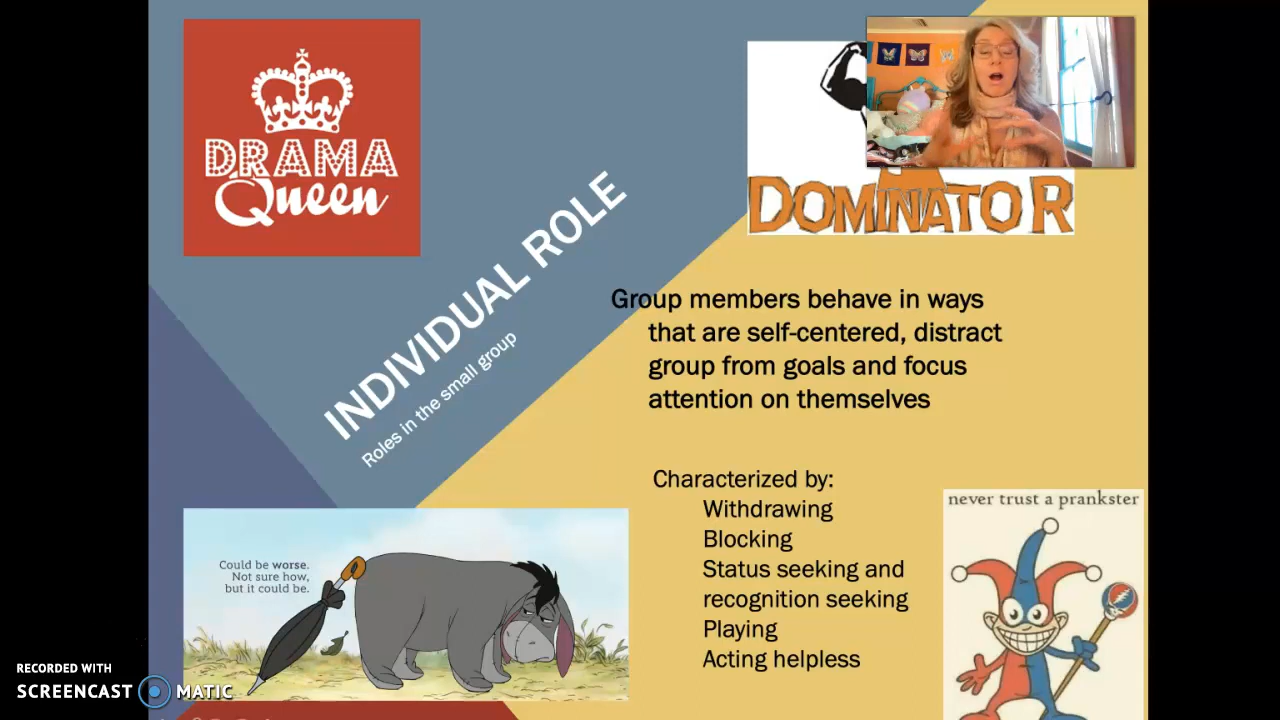 DRAMA
Queen
DOMINATOR
INDIVIDUAL ROLE
Roles in the small group
Group members behave in ways
that are self-centered, distract
group from goals and focus
attention on themselves
Characterized by:
Withdrawing
Blocking
Status seeking and
recognition seeking
Playing
Acting helpless
Could be worse.
Not sure how,
but it could be.
never trust a prankster
RECORDED WITH
SCREENCAST MATIC